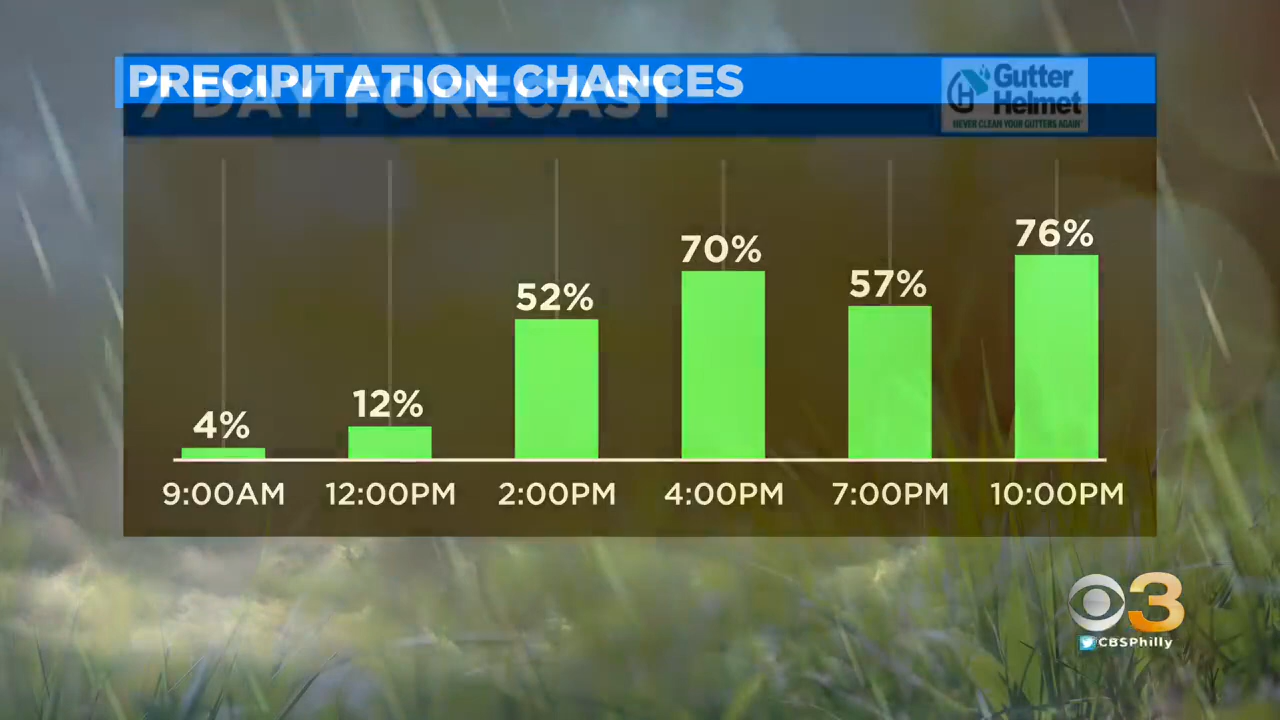 PRECIPITATION CHANCES
7 DAY FORECAST
Gutter
Helmet
NEVER CLEAN YOUR GUTTERS AGAIN
4%
12%
52%
70%
57%
76%
9:00AM
12:00PM
2:00PM
4:00PM
7:00PM
10:00PM
3
CBSPhilly